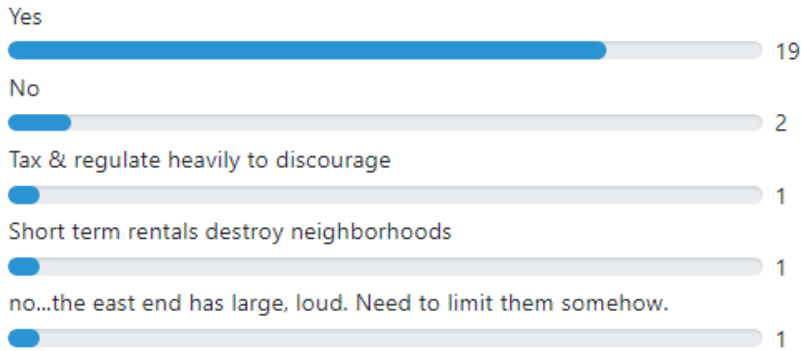 Yes
19
No
2
Tax & regulate heavily to discourage
1
Short term rentals destroy neighborhoods
1
no...the east end has large, loud. Need to limit them somehow.
1